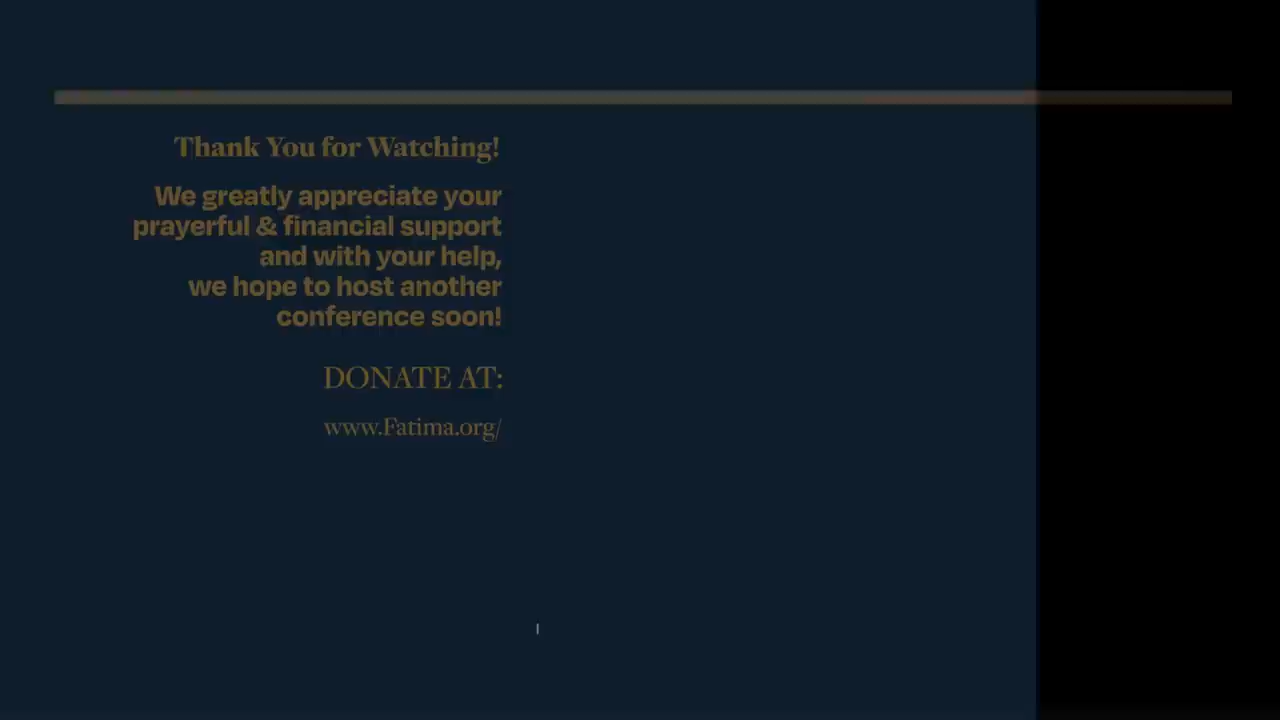 Thank You for Watching!
We greatly appreciate your
prayerful & financial support
and with your help,
we hope to host another
conference soon!
DONATE AT:
www.Fatima.org/